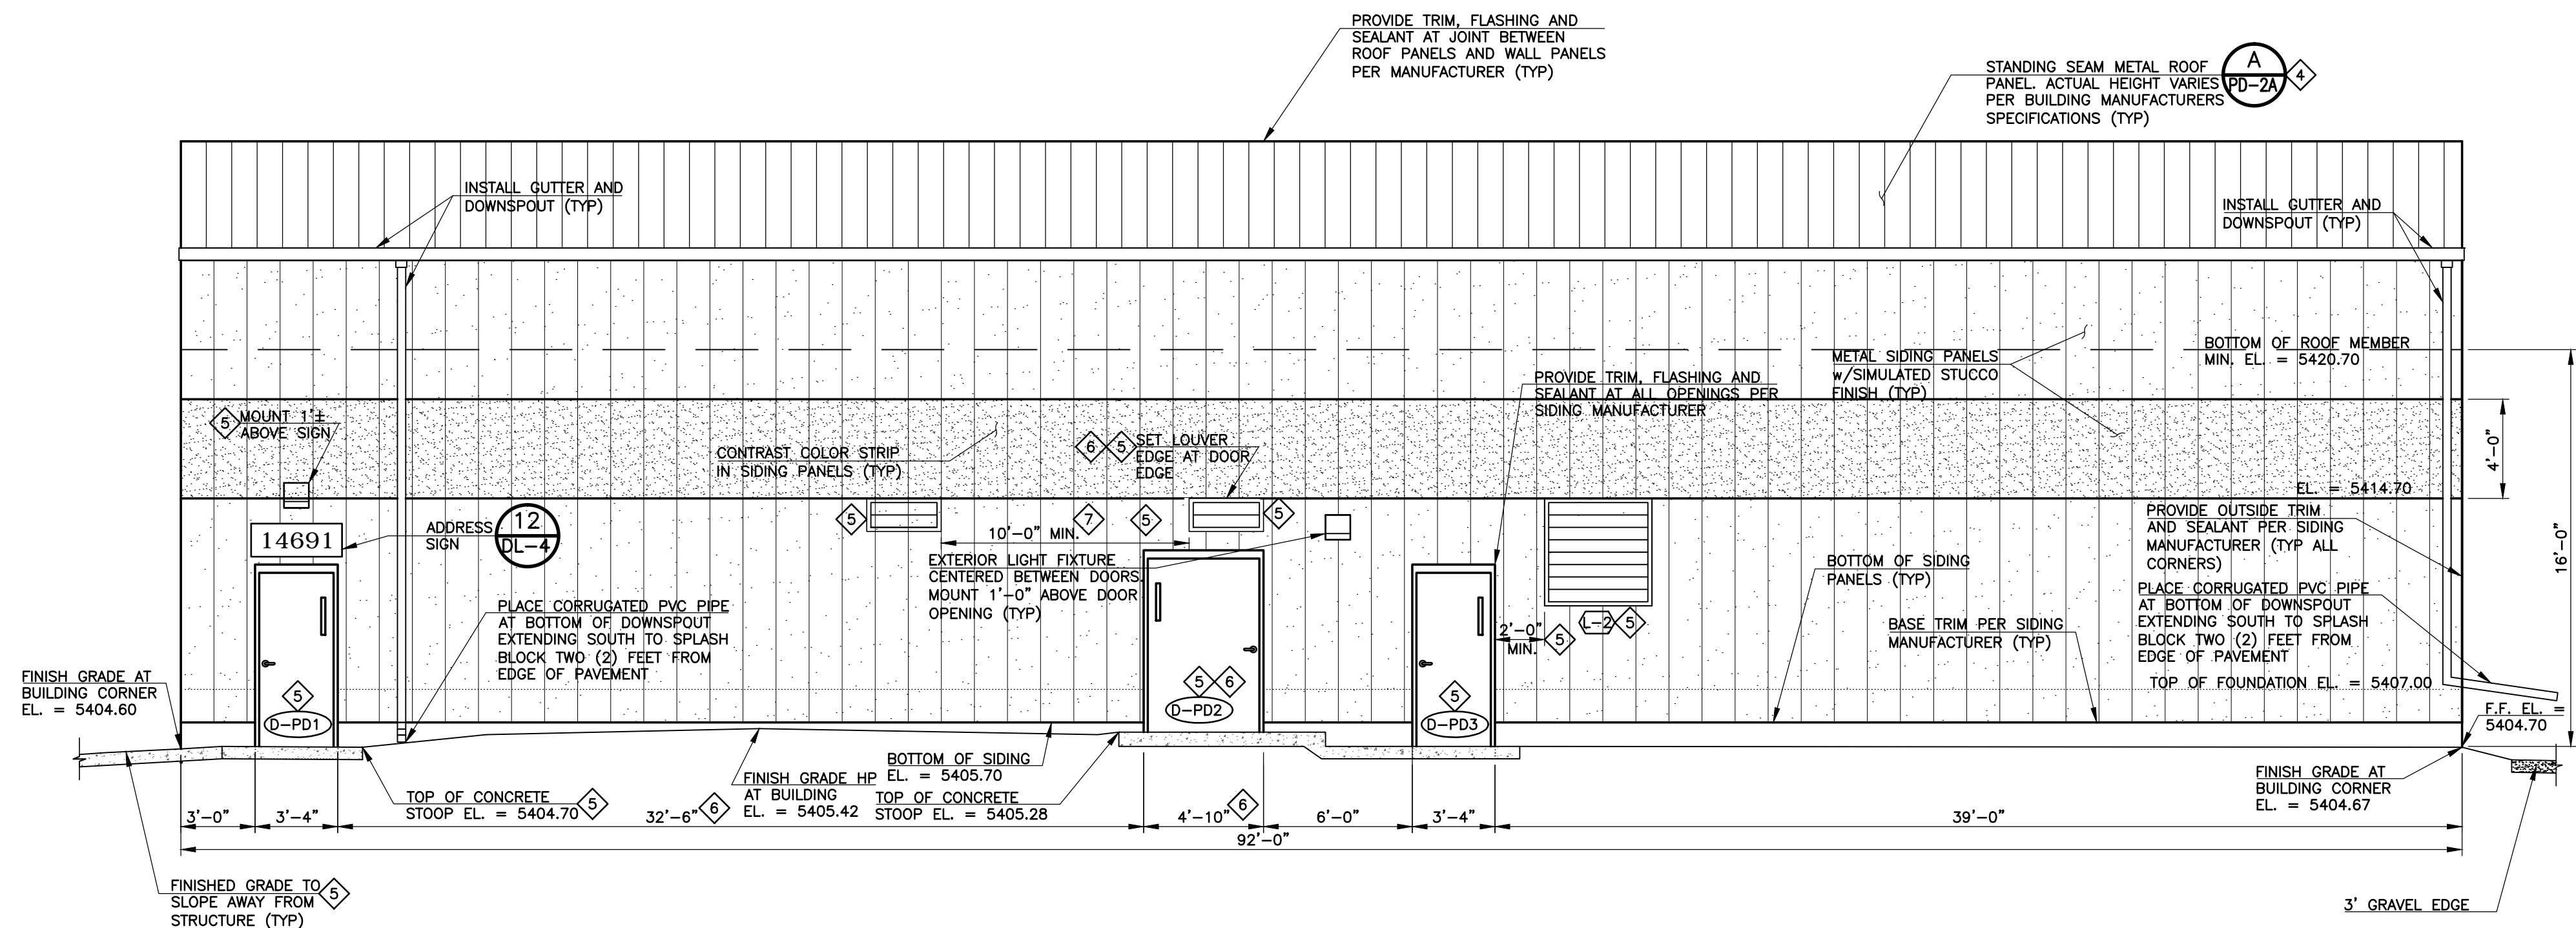 PROVIDE TRIM, FLASHING AND
SEALANT AT JOINT BETWEEN
ROOF PANELS AND WALL PANELS
PER MANUFACTURER (TYP)
STANDING SEAM METAL ROOF
PANEL. ACTUAL HEIGHT VARIES
PER BUILDING MANUFACTURERS
SPECIFICATIONS (TYP)
A
PD-2A
4
INSTALL GUTTER AND
DOWNSPOUT (TYP)
INSTALL GUTTER AND
DOWNSPOUT (TYP)
BOTTOM OF ROOF MEMBER
MIN. EL. = 5420.70
METAL SIDING PANELS
w/SIMULATED STUCCO
FINISH (TYP)
PROVIDE TRIM, FLASHING AND
SEALANT AT ALL OPENINGS PER
SIDING MANUFACTURER
5
MOUNT 1'±
ABOVE SIGN
CONTRAST COLOR STRIP
IN SIDING PANELS (TYP)
6
5
SET LOUVER
EDGE AT DOOR
EDGE
4'-0"
16'-0"
EL. = 5414.70
14691
ADDRESS
SIGN
12
DL-4
5
7
5
5
10'-0" MIN.
EXTERIOR LIGHT FIXTURE
CENTERED BETWEEN DOORS.
MOUNT 1'-0" ABOVE DOOR
OPENING (TYP)
PROVIDE OUTSIDE TRIM
AND SEALANT PER SIDING
MANUFACTURER (TYP ALL
CORNERS)
BOTTOM OF SIDING
PANELS (TYP)
PLACE CORRUGATED PVC PIPE
AT BOTTOM OF DOWNSPOUT
EXTENDING SOUTH TO SPLASH
BLOCK TWO (2) FEET FROM
EDGE OF PAVEMENT
PLACE CORRUGATED PVC PIPE
AT BOTTOM OF DOWNSPOUT
EXTENDING SOUTH TO SPLASH
BLOCK TWO (2) FEET FROM
EDGE OF PAVEMENT
L-2
5
2'-0"
MIN.
5
BASE TRIM PER SIDING
MANUFACTURER (TYP)
TOP OF FOUNDATION EL. = 5407.00
FINISH GRADE AT
BUILDING CORNER
EL. = 5404.60
5
D-PD1
5
6
D-PD2
5
D-PD3
F.F. EL. =
5404.70
BOTTOM OF SIDING
EL. = 5405.70
FINISH GRADE HP
AT BUILDING
EL. = 5405.42
TOP OF CONCRETE
STOOP EL. = 5405.28
TOP OF CONCRETE
STOOP EL. = 5404.70
5
FINISH GRADE AT
BUILDING CORNER
EL. = 5404.67
3'-0"
3'-4"
32'-6"
6
4'-10"
6
6'-0"
3'-4"
39'-0"
92'-0"
FINISHED GRADE TO
SLOPE AWAY FROM
STRUCTURE (TYP)
5
3' GRAVEL EDGE